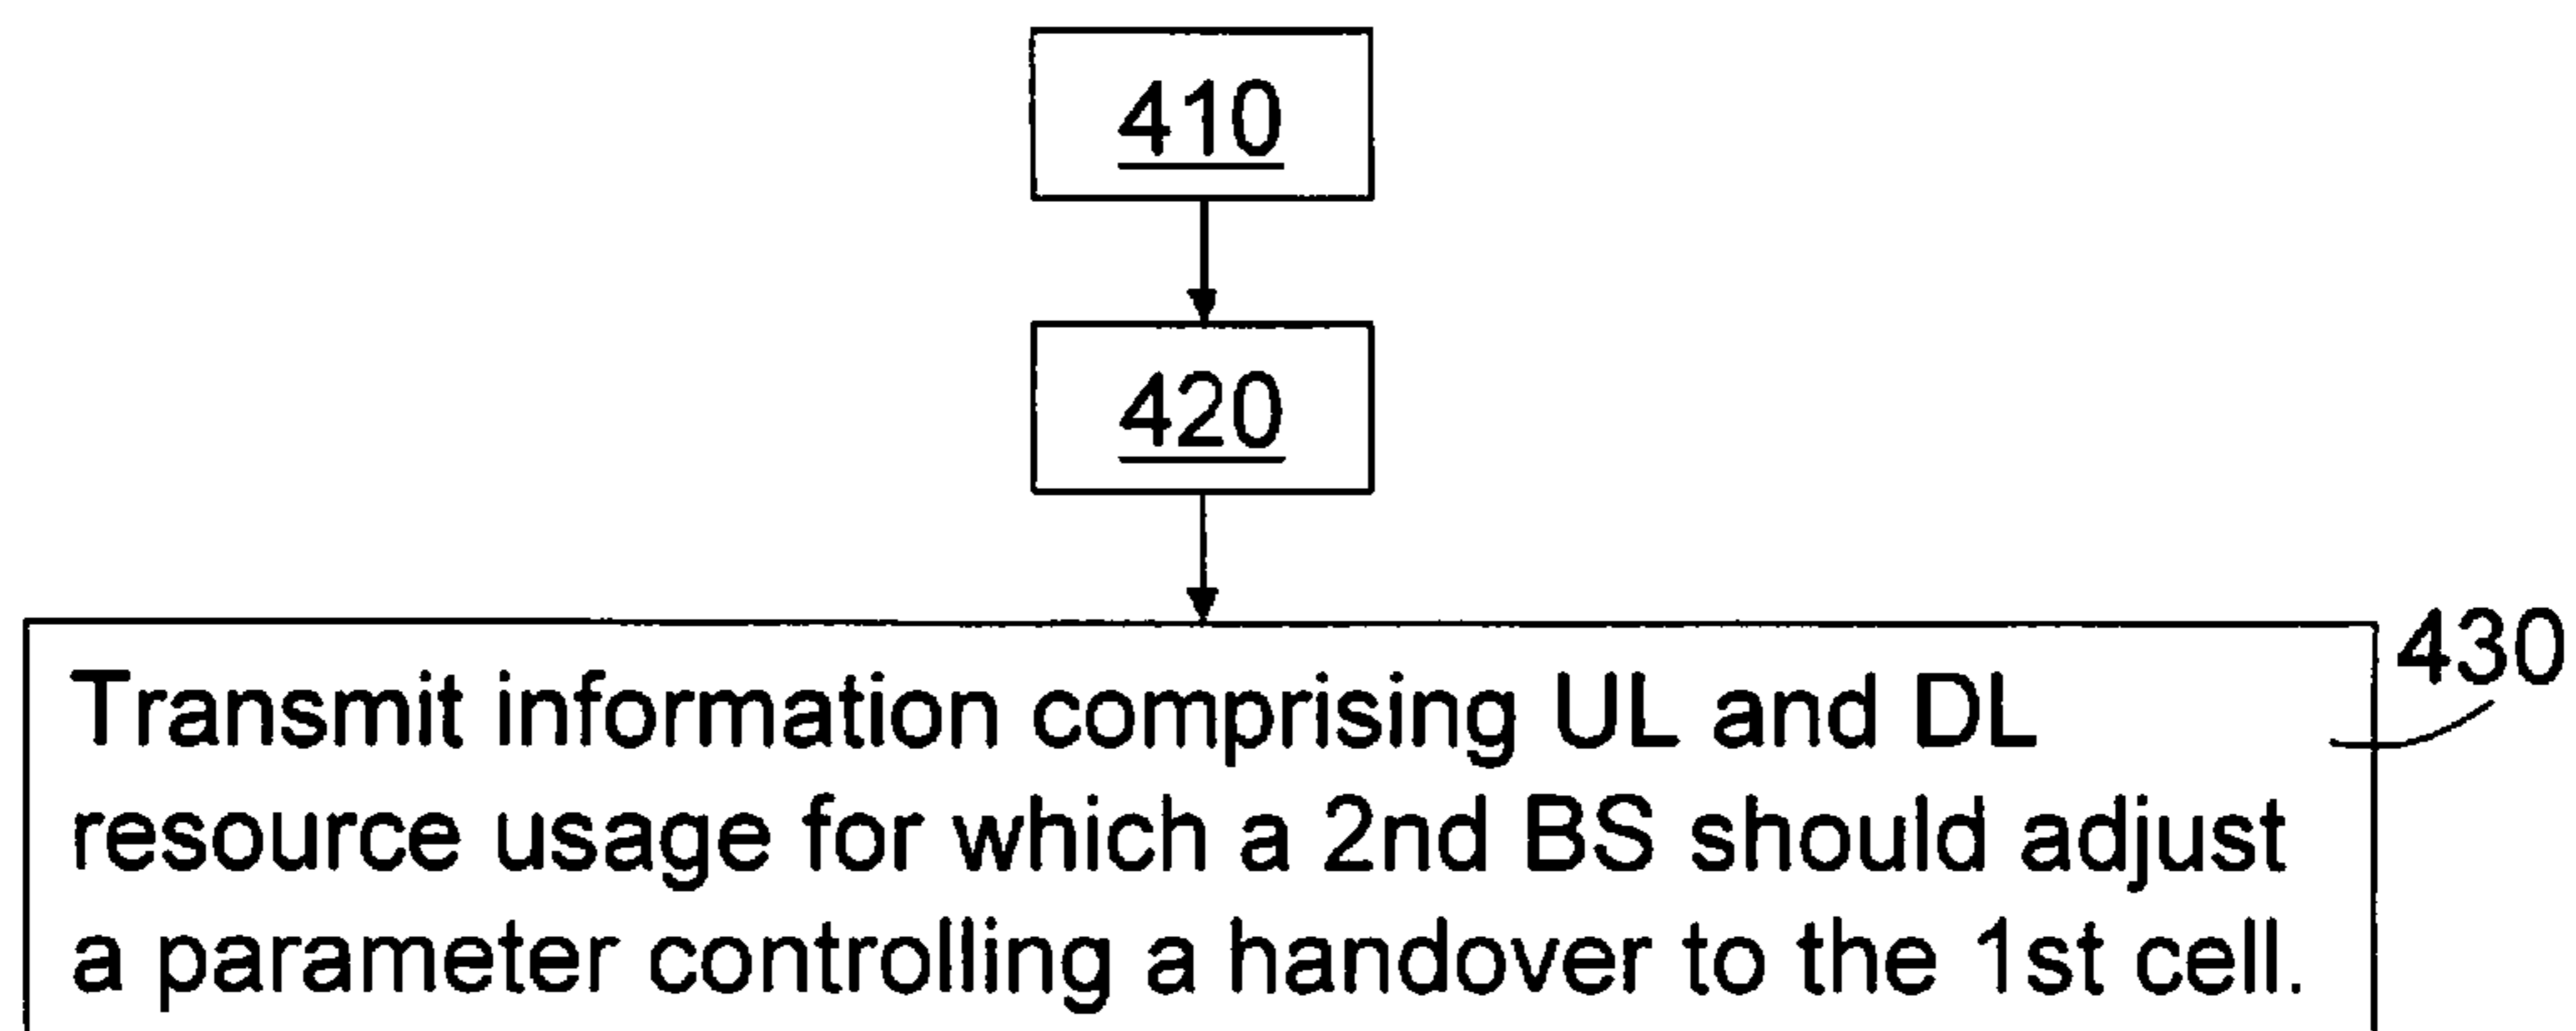 410
420
430
Transmit information comprising UL and DL
resource usage for which a 2nd BS should adjust
a parameter controlling a handover to the 1st cell.